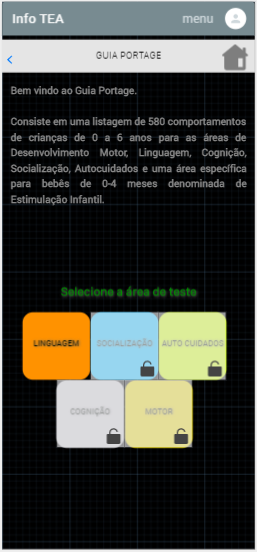 Info TEA
menu
GUIA PORTAGE
Bem vindo ao Guia Portage.
Consiste em uma listagem de 580 comportamentos
de crianças de 0 a 6 anos para as áreas de
Desenvolvimento Motor, Linguagem, Cognição,
Socialização, Autocuidados e uma área específica
para bebês de 0-4 meses denominada de
Estimulação Infantil.
Selecione a área de teste
LINGUAGEM
SOCIALIZAÇÃO
AUTO CUIDADOS
COGNIÇÃO
MOTOR